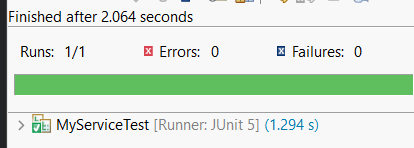 Finished after 2.064 seconds
Runs: 1/1 Errors: 0 Failures: 0
MyServiceTest [Runner: JUnit 5] (1.294 s)